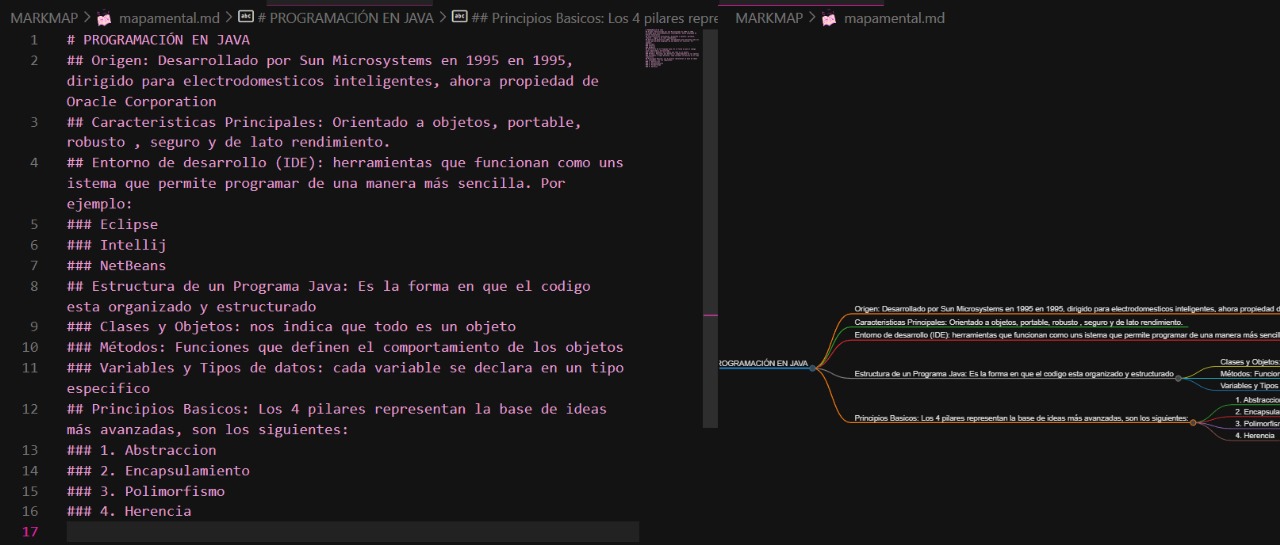 MARKMAP > mapamental.md > # PROGRAMACIÓN EN JAVA > ## Principios Basicos: Los 4 pilares repre
MARKMAP > mapamental.md
1 # PROGRAMACIÓN EN JAVA
2 ## Origen: Desarrollado por Sun Microsystems en 1995 en 1995,
dirigido para electrodomesticos inteligentes, ahora propiedad de
Oracle Corporation
3 ## Caracteristicas Principales: Orientado a objetos, portable,
robusto , seguro y de lato rendimiento.
4 ## Entorno de desarrollo (IDE): herramientas que funcionan como uns
istema que permite programar de una manera más sencilla. Por
ejemplo:
5 ### Eclipse
6 ### Intellij
7 ### NetBeans
8 ## Estructura de un Programa Java: Es la forma en que el codigo
esta organizado y estructurado
9 ### Clases y Objetos: nos indica que todo es un objeto
10 ### Métodos: Funciones que definen el comportamiento de los objetos
11 ### Variables y Tipos de datos: cada variable se declara en un tipo
especifico
12 ## Principios Basicos: Los 4 pilares representan la base de ideas
más avanzadas, son los siguientes:
13 ### 1. Abstraccion
14 ### 2. Encapsulamiento
15 ### 3. Polimorfismo
16 ### 4. Herencia
17
ROGRAMACIÓN EN JAVA
Origen: Desarrollado por Sun Microsystems en 1995 en 1995, dirigido para electrodomesticos inteligentes, ahora propiedad d
Caracteristicas Principales: Orientado a objetos, portable, robusto , seguro y de lato rendimiento.
Entorno de desarrollo (IDE): herramientas que funcionan como uns istema que permite programar de una manera más sencill
Estructura de un Programa Java: Es la forma en que el codigo esta organizado y estructurado
Clases y Objetos:
Métodos: Funcion
Variables y Tipos
Principios Basicos: Los 4 pilares representan la base de ideas más avanzadas, son los siguientes:
1. Abstraccion
2. Encapsula
3. Polimorfism
4. Herencia